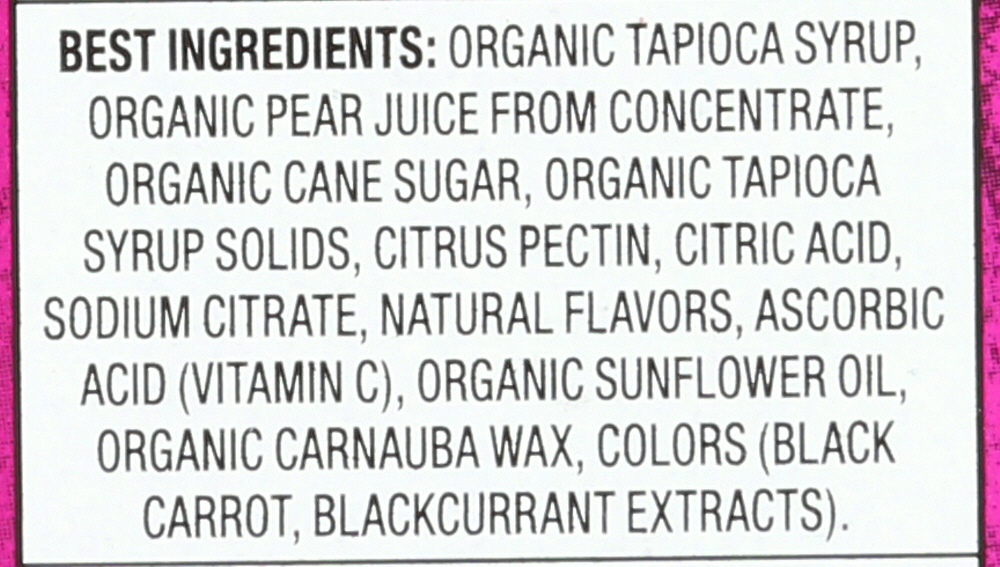 BEST INGREDIENTS: ORGANIC TAPIOCA SYRUP,
ORGANIC PEAR JUICE FROM CONCENTRATE,
ORGANIC CANE SUGAR, ORGANIC TAPIOCA
SYRUP SOLIDS, CITRUS PECTIN, CITRIC ACID,
SODIUM CITRATE, NATURAL FLAVORS, ASCORBIC
ACID (VITAMIN C), ORGANIC SUNFLOWER OIL,
ORGANIC CARNAUBA WAX, COLORS (BLACK
CARROT, BLACKCURRANT EXTRACTS).